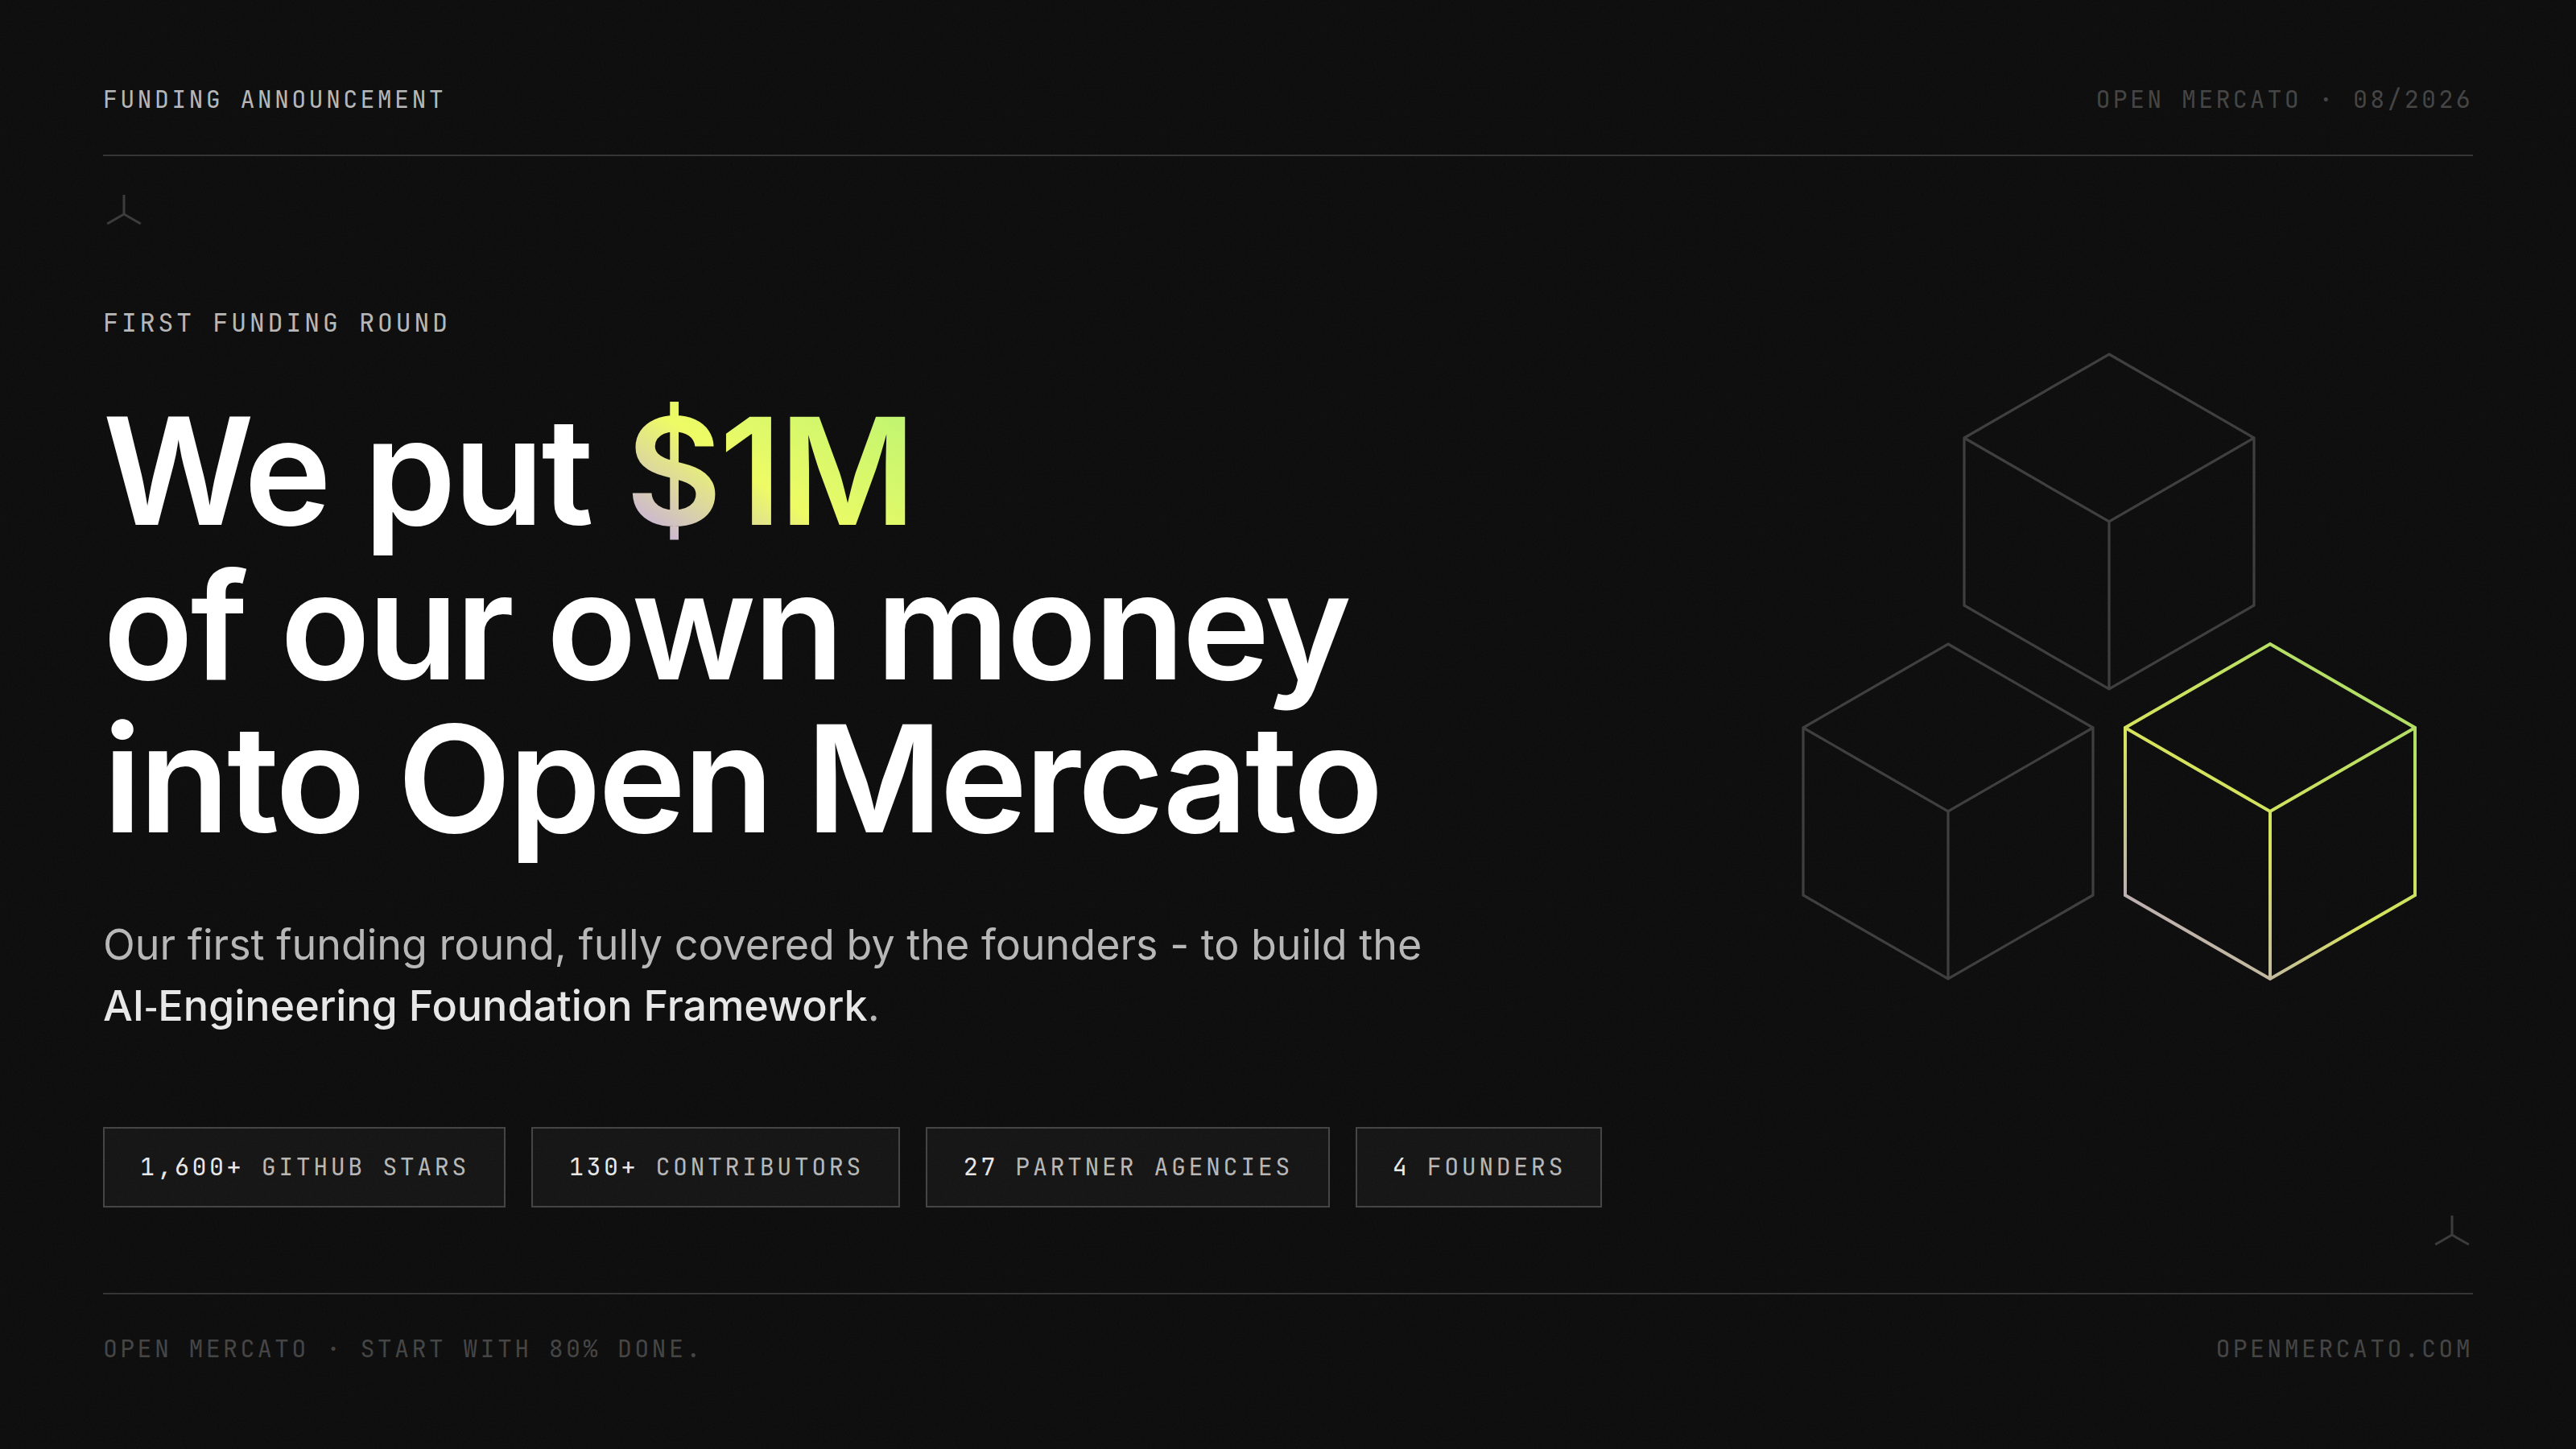 FUNDING ANNOUNCEMENT
OPEN MERCATO · 08/2026
FIRST FUNDING ROUND
We put $1M
of our own money
into Open Mercato
Our first funding round, fully covered by the founders - to build the
AI-Engineering Foundation Framework.
1,600+ GITHUB STARS
130+ CONTRIBUTORS
27 PARTNER AGENCIES
4 FOUNDERS
OPEN MERCATO · START WITH 80% DONE.
OPENMERCATO.COM